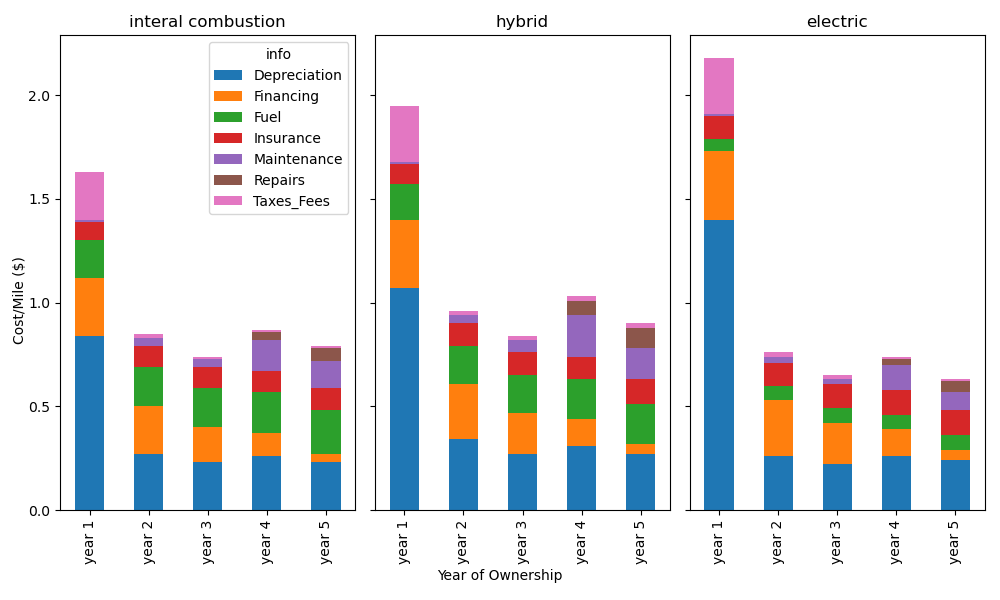 interal combustion
hybrid
electric
info
Depreciation
Financing
Fuel
Insurance
Maintenance
Repairs
Taxes_Fees
Cost/Mile ($)
2.0
1.5
1.0
0.5
0.0
year 1
year 2
year 3
year 4
year 5
year 1
year 2
year 3
year 4
year 5
year 1
year 2
year 3
year 4
year 5
Year of Ownership